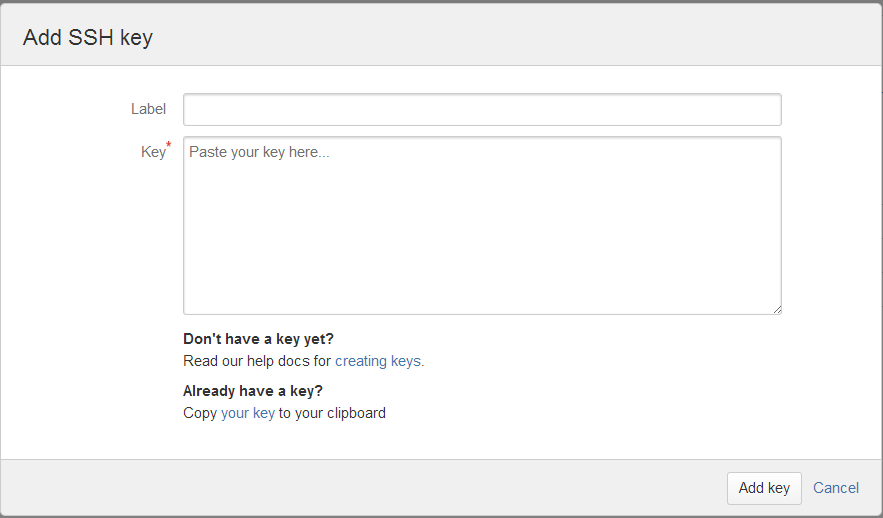 Add SSH key
Label
Key*
Paste your key here...
Don't have a key yet?
Read our help docs for creating keys.
Already have a key?
Copy your key to your clipboard
Add key Cancel